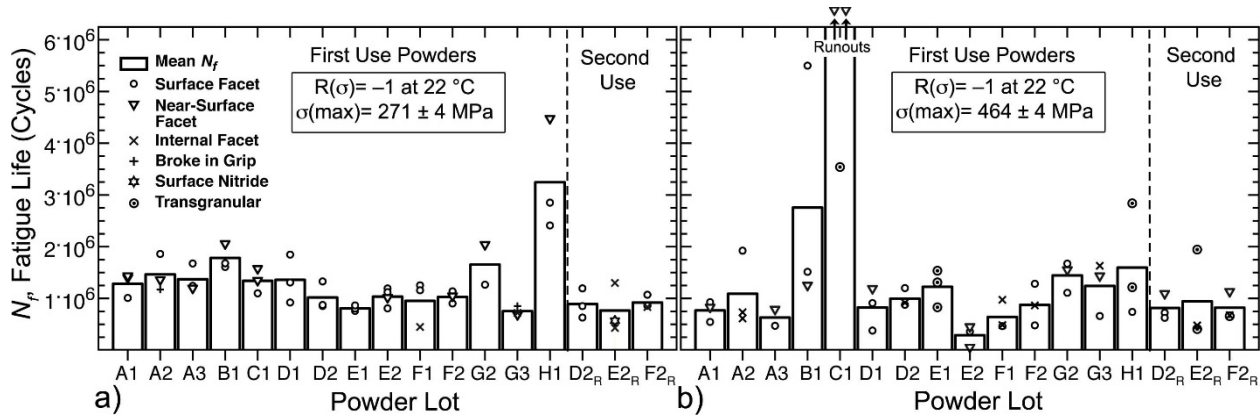 N_f, Fatigue Life (Cycles)
6·10⁶
5·10⁶
4·10⁶
3·10⁶
2·10⁶
1·10⁶
Mean N_f
Surface Facet
Near-Surface
Facet
Internal Facet
Broke in Grip
Surface Nitride
Transgranular
First Use Powders
R(σ)= –1 at 22 °C
σ(max)= 271 ± 4 MPa
Second
Use
A1 A2 A3 B1 C1 D1 D2 E1 E2 F1 F2 G2 G3 H1 D2_R E2_R F2_R
a)
Powder Lot
Runouts
First Use Powders
R(σ)= –1 at 22 °C
σ(max)= 464 ± 4 MPa
Second
Use
A1 A2 A3 B1 C1 D1 D2 E1 E2 F1 F2 G2 G3 H1 D2_R E2_R F2_R
b)
Powder Lot